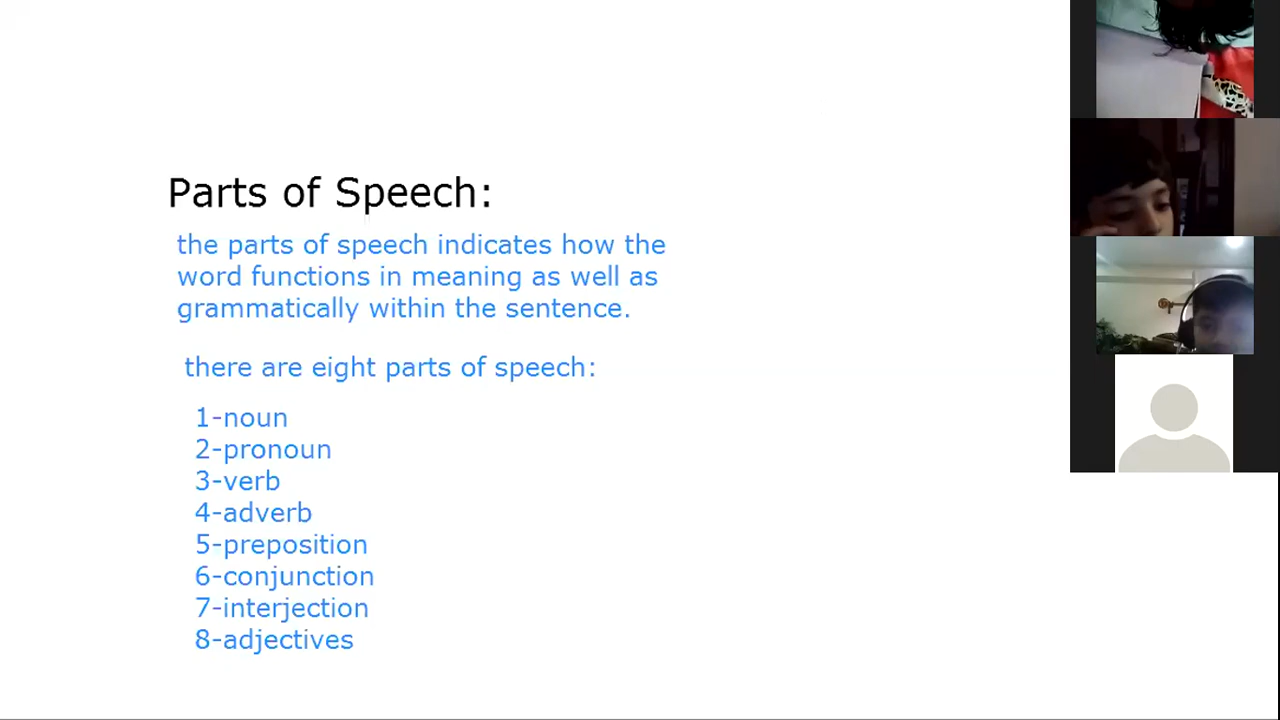 Parts of Speech:
the parts of speech indicates how the
word functions in meaning as well as
grammatically within the sentence.
there are eight parts of speech:
1-noun
2-pronoun
3-verb
4-adverb
5-preposition
6-conjunction
7-interjection
8-adjectives